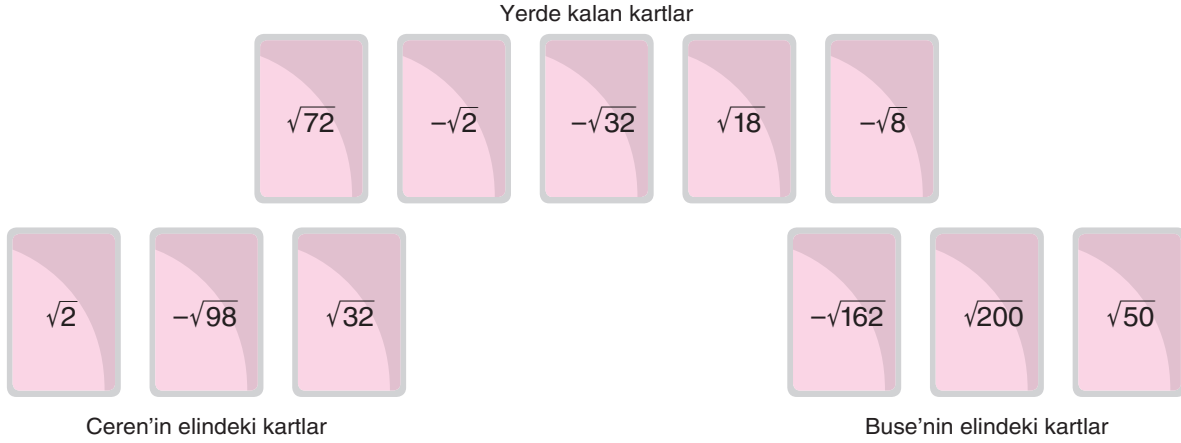 Yerde kalan kartlar
√72 –√2 –√32 √18 –√8
√2 –√98 √32 –√162 √200 √50
Ceren’in elindeki kartlar Buse’nin elindeki kartlar